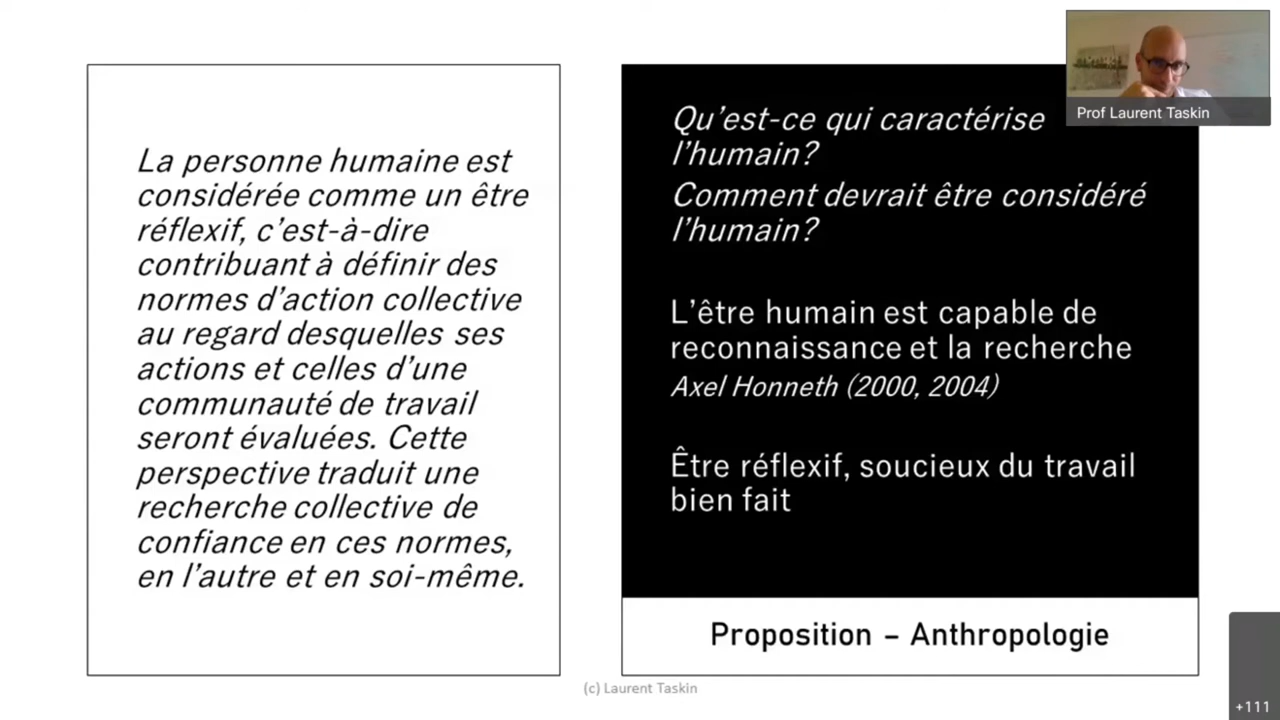 La personne humaine est
considérée comme un être
réflexif, c’est-à-dire
contribuant à définir des
normes d’action collective
au regard desquelles ses
actions et celles d’une
communauté de travail
seront évaluées. Cette
perspective traduit une
recherche collective de
confiance en ces normes,
en l’autre et en soi-même.
Qu’est-ce qui caractérise
l’humain?
Comment devrait être considéré
l’humain?
L’être humain est capable de
reconnaissance et la recherche
Axel Honneth (2000, 2004)
Être réflexif, soucieux du travail
bien fait
Proposition – Anthropologie
(c) Laurent Taskin
Prof Laurent Taskin
+111